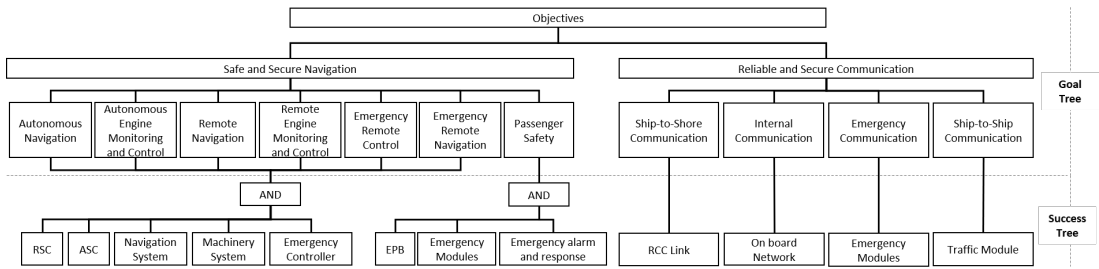 Objectives
Safe and Secure Navigation
Reliable and Secure Communication
Goal
Tree
Autonomous
Navigation
Autonomous
Engine
Monitoring
and Control
Remote
Navigation
Remote
Engine
Monitoring
and Control
Emergency
Remote
Control
Emergency
Remote
Navigation
Passenger
Safety
Ship-to-Shore
Communication
Internal
Communication
Emergency
Communication
Ship-to-Ship
Communication
AND
AND
Success
Tree
RSC
ASC
Navigation
System
Machinery
System
Emergency
Controller
EPB
Emergency
Modules
Emergency alarm
and response
RCC Link
On board
Network
Emergency
Modules
Traffic Module